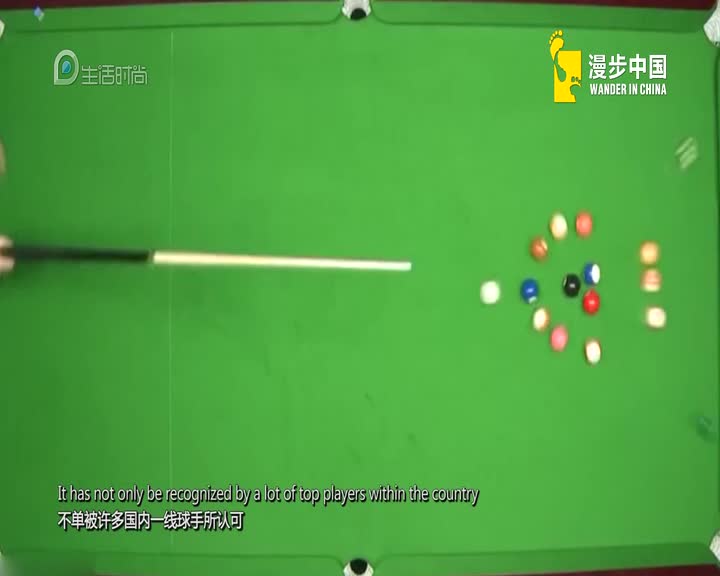 生活时尚
漫步中国
WANDER IN CHINA
It has not only be recognized by a lot of top players within the country
不单被许多国内一线球手所认可